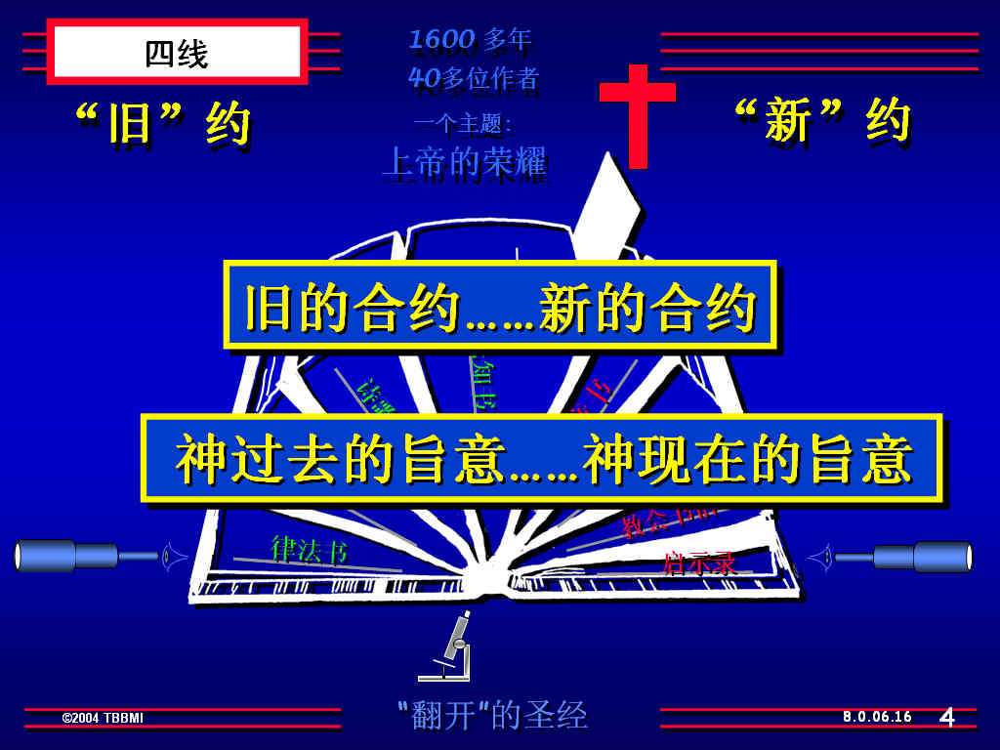 四线
1600 多年
40多位作者
一个主题:
上帝的荣耀
“旧”约
“新”约
旧的合约……新的合约
知书
书
神过去的旨意……神现在的旨意
律法书
启示录
“翻开”的圣经
©2004 TBBMI
8.0.06.16
4